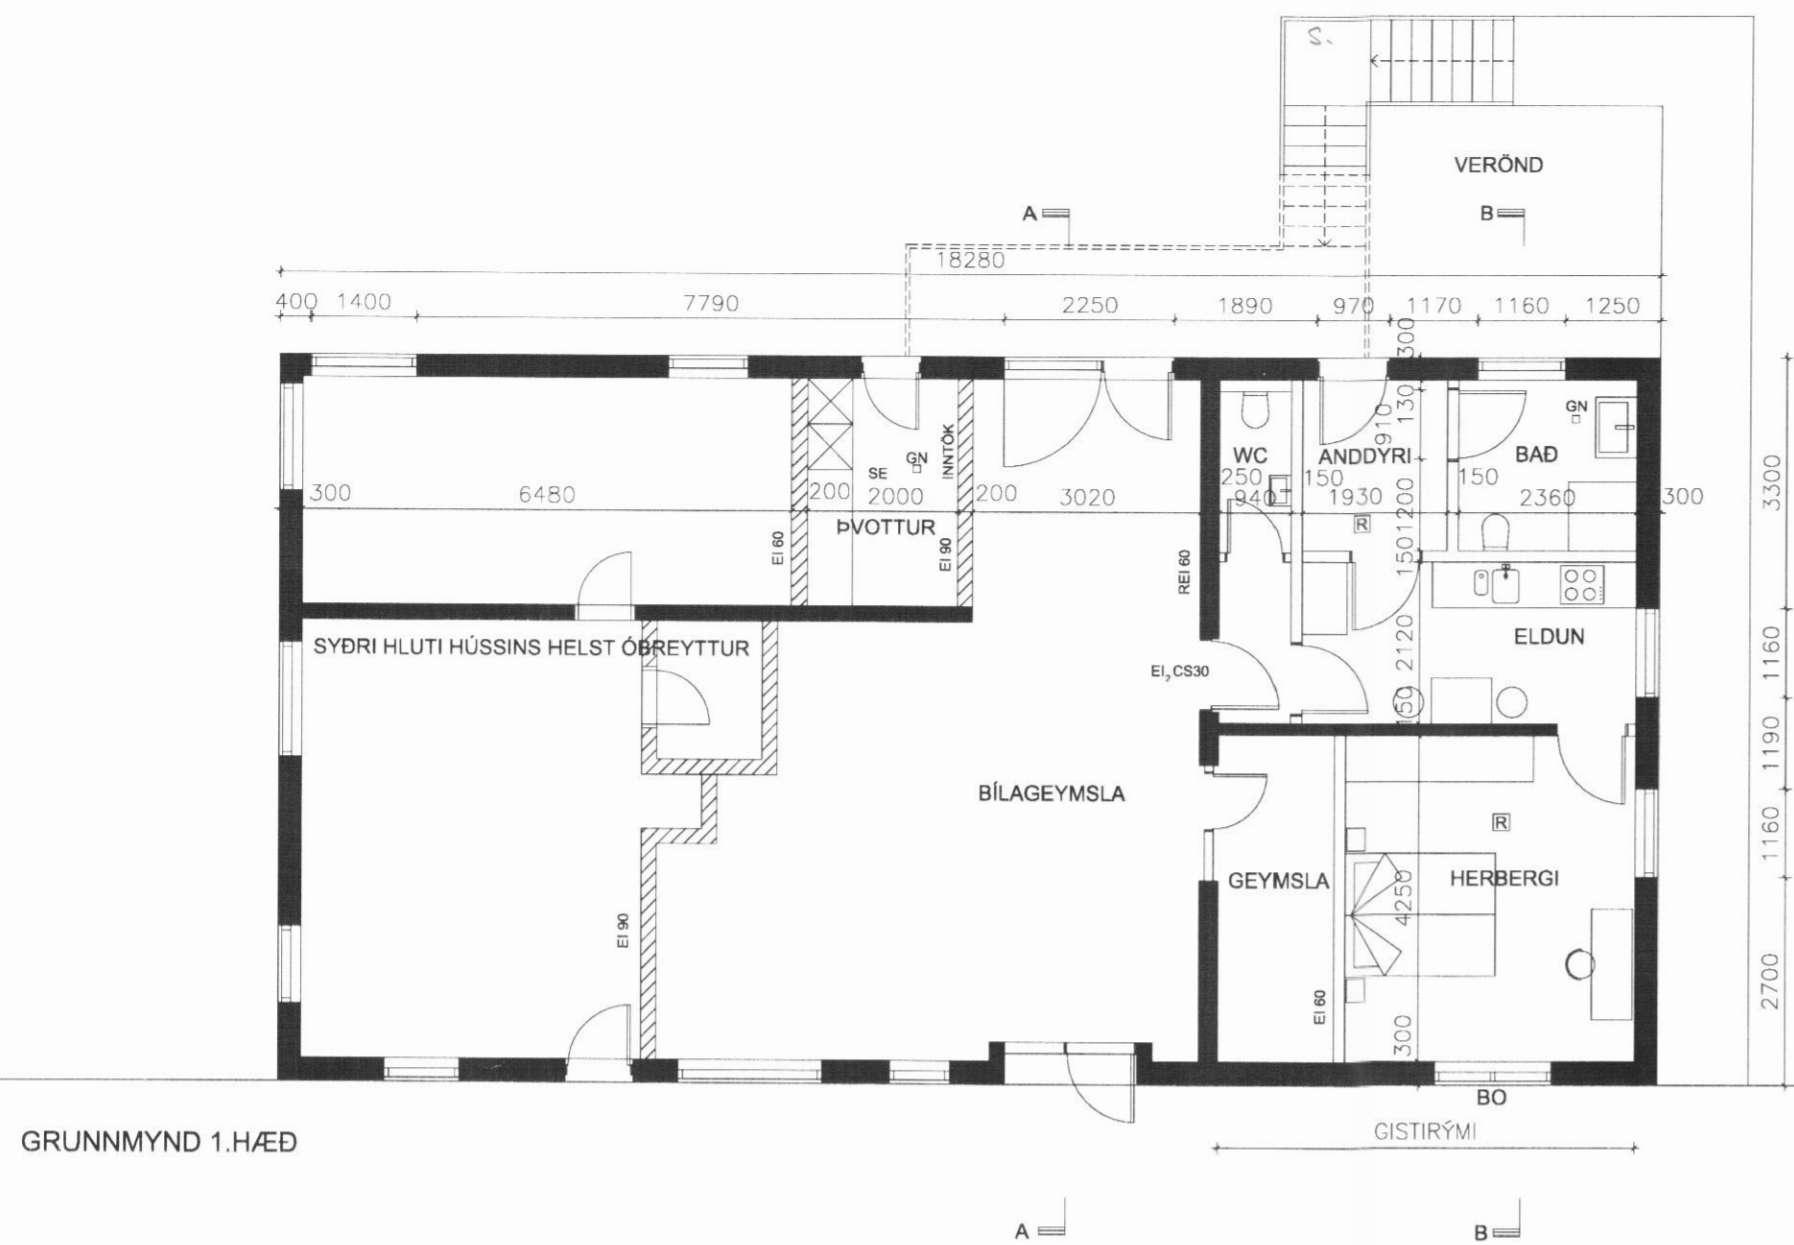 VERÖND
A
B
18280
400 1400 7790 2250 1890 970 1170 1160 1250
300
130
910
GN
GN
WC ANDDYRI BAÐ
SE
INNTÖK
250 150 150
300 6480 200 2000 200 3020 940 1930 2360 300
1200
3300
ÞVOTTUR
R
EI 60
EI 90
REI 60
150
SYÐRI HLUTI HÚSSINS HELST ÓBREYTTUR
ELDUN
2120
1160
EI₂CS30
150
1190
BÍLAGEYMSLA
R
1160
GEYMSLA
HERBERGI
4250
EI 90
2700
EI 60
300
BO
GISTIRÝMI
GRUNNMYND 1.HÆÐ
A
B